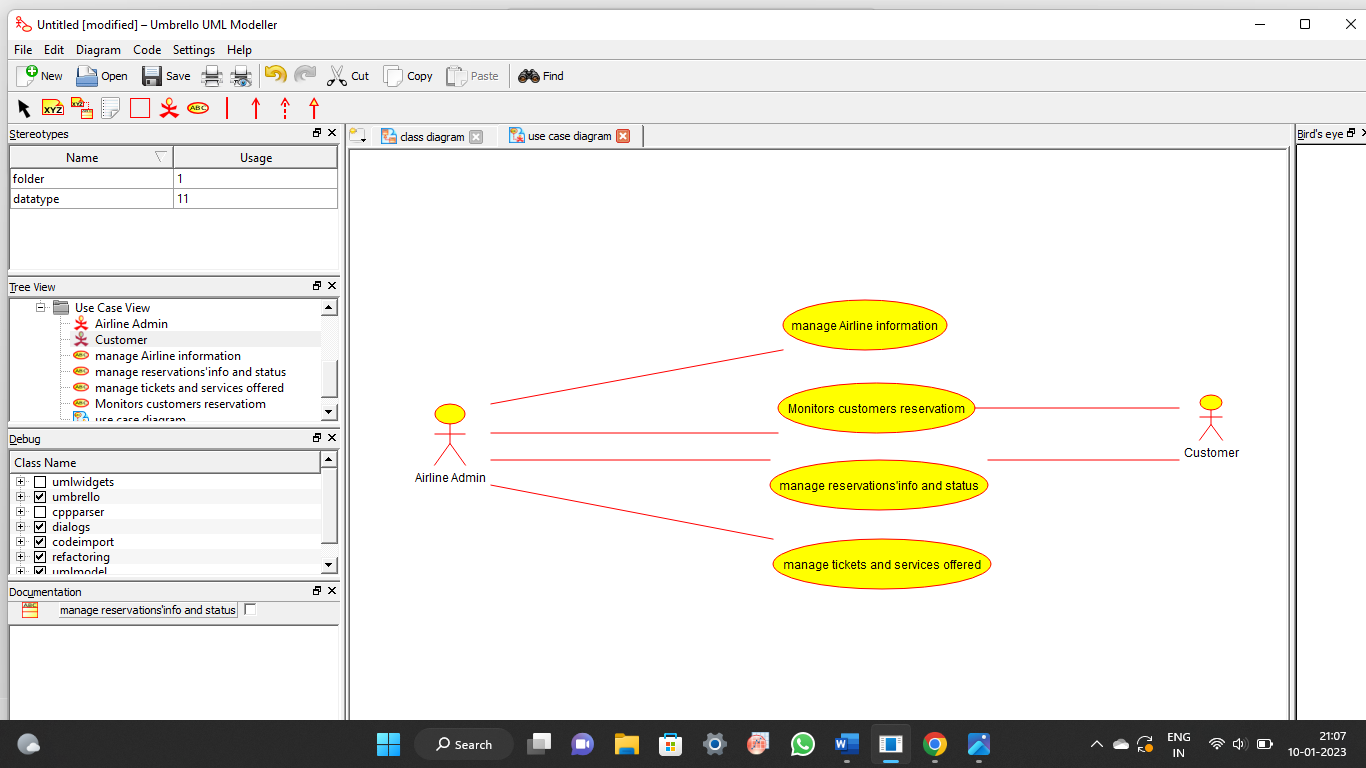 Untitled [modified] – Umbrello UML Modeller
File Edit Diagram Code Settings Help
New Open Save Cut Copy Paste Find
XYZ XYZ ABC
Stereotypes
Name Usage
folder 1
datatype 11
Tree View
Use Case View
Airline Admin
Customer
manage Airline information
manage reservations'info and status
manage tickets and services offered
Monitors customers reservatiom
use case diagram
Debug
Class Name
umlwidgets
umbrello
cppparser
dialogs
codeimport
refactoring
umlmodel
Documentation
manage reservations'info and status
class diagram use case diagram
manage Airline information
Monitors customers reservatiom
manage reservations'info and status
manage tickets and services offered
Airline Admin
Customer
Bird's eye
Search
ENG
IN
21:07
10-01-2023